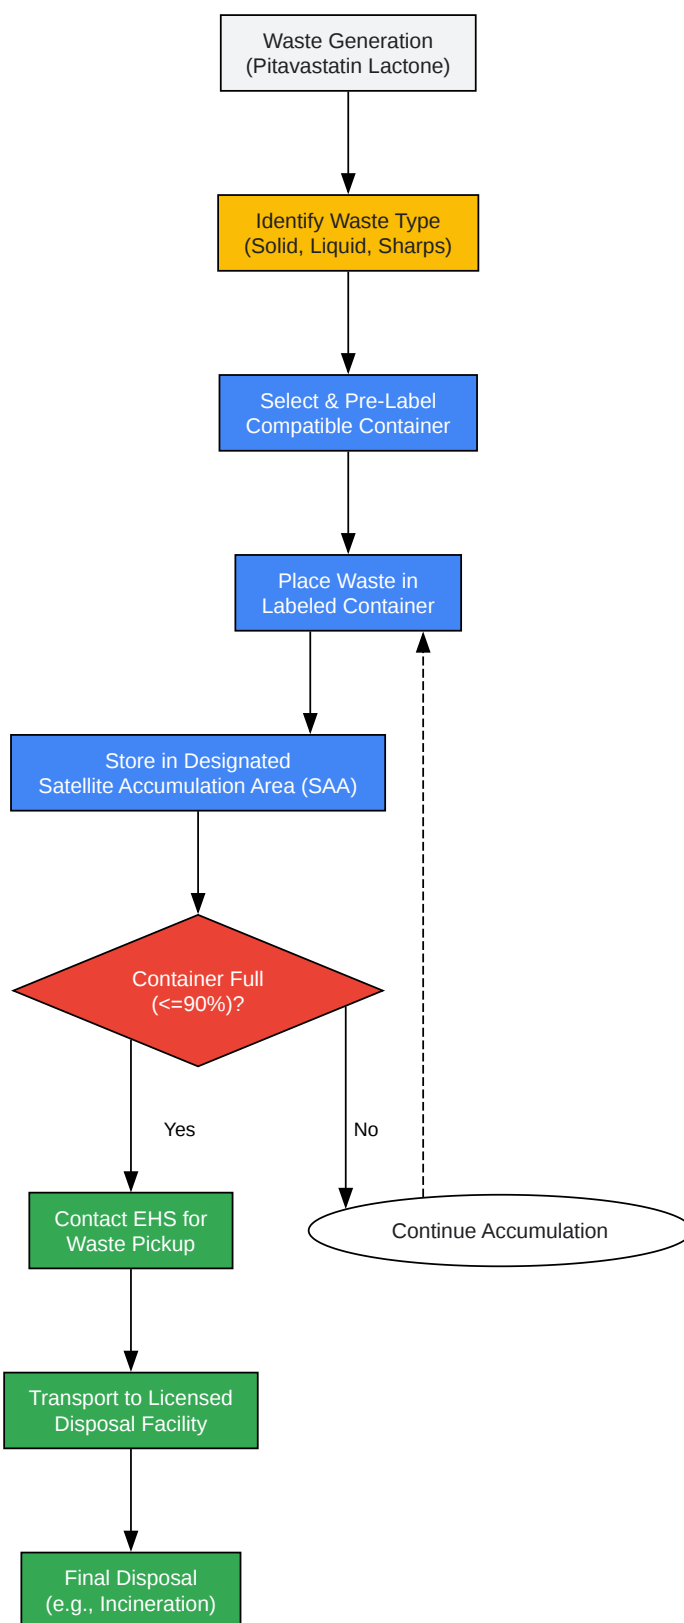 Waste Generation
(Pitavastatin Lactone)
Identify Waste Type
(Solid, Liquid, Sharps)
Select & Pre-Label
Compatible Container
Place Waste in
Labeled Container
Store in Designated
Satellite Accumulation Area (SAA)
Container Full
(<=90%)?
Yes
No
Contact EHS for
Waste Pickup
Continue Accumulation
Transport to Licensed
Disposal Facility
Final Disposal
(e.g., Incineration)